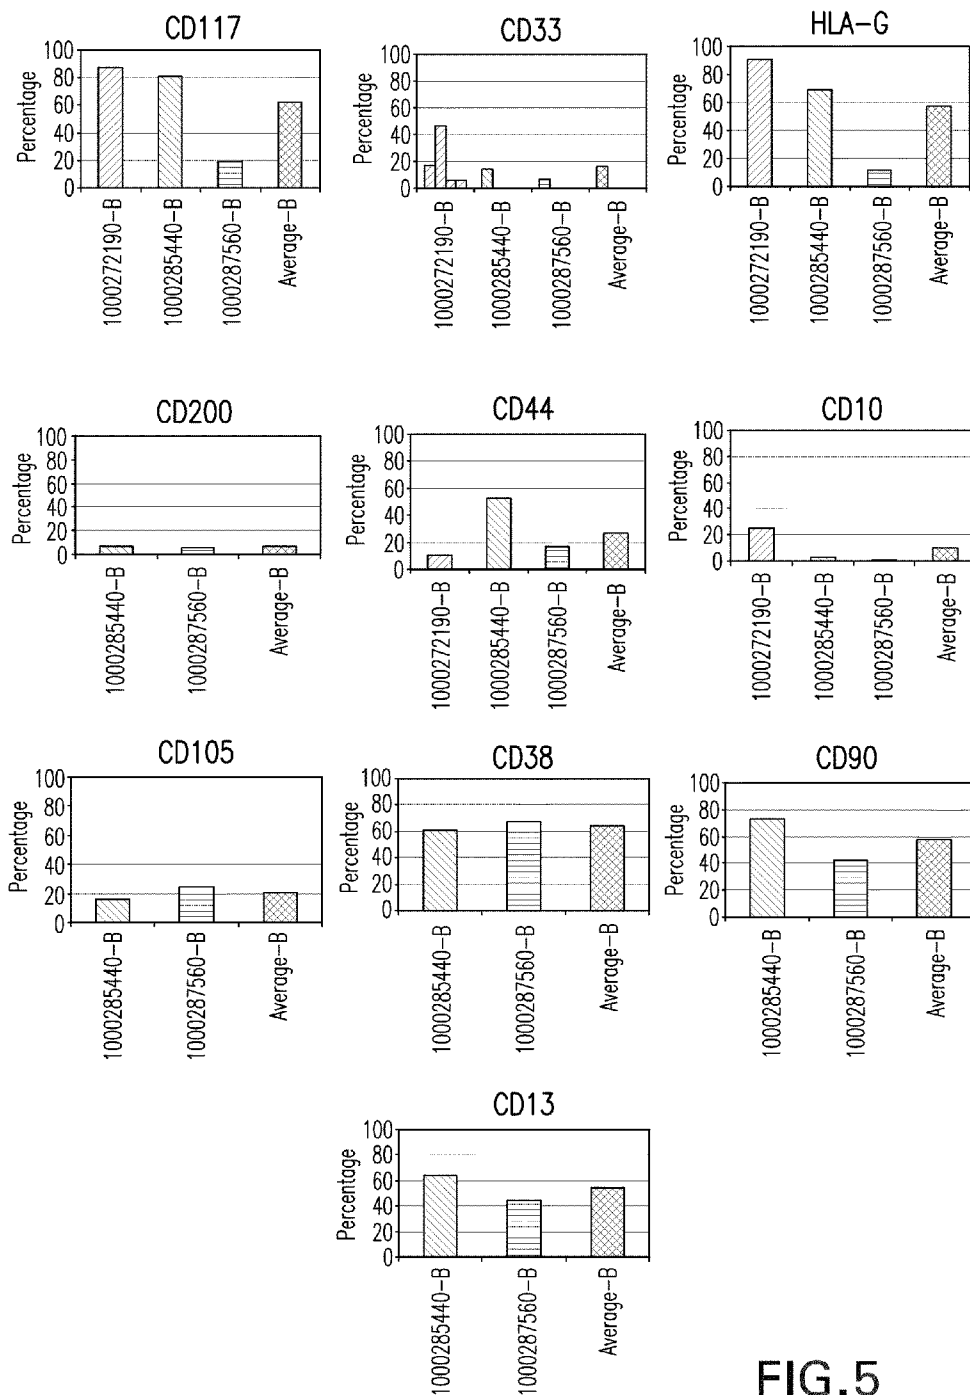 CD117
Percentage
100
80
60
40
20
0
1000272190-B
1000285440-B
1000287560-B
Average-B
CD33
Percentage
100
80
60
40
20
0
1000272190-B
1000285440-B
1000287560-B
Average-B
HLA-G
Percentage
100
80
60
40
20
0
1000272190-B
1000285440-B
1000287560-B
Average-B
CD200
Percentage
100
80
60
40
20
0
1000285440-B
1000287560-B
Average-B
CD44
Percentage
100
80
60
40
20
0
1000272190-B
1000285440-B
1000287560-B
Average-B
CD10
Percentage
100
80
60
40
20
0
1000272190-B
1000285440-B
1000287560-B
Average-B
CD105
Percentage
100
80
60
40
20
0
1000285440-B
1000287560-B
Average-B
CD38
Percentage
100
80
60
40
20
0
1000285440-B
1000287560-B
Average-B
CD90
Percentage
100
80
60
40
20
0
1000285440-B
1000287560-B
Average-B
CD13
Percentage
100
80
60
40
20
0
1000285440-B
1000287560-B
Average-B
FIG.5